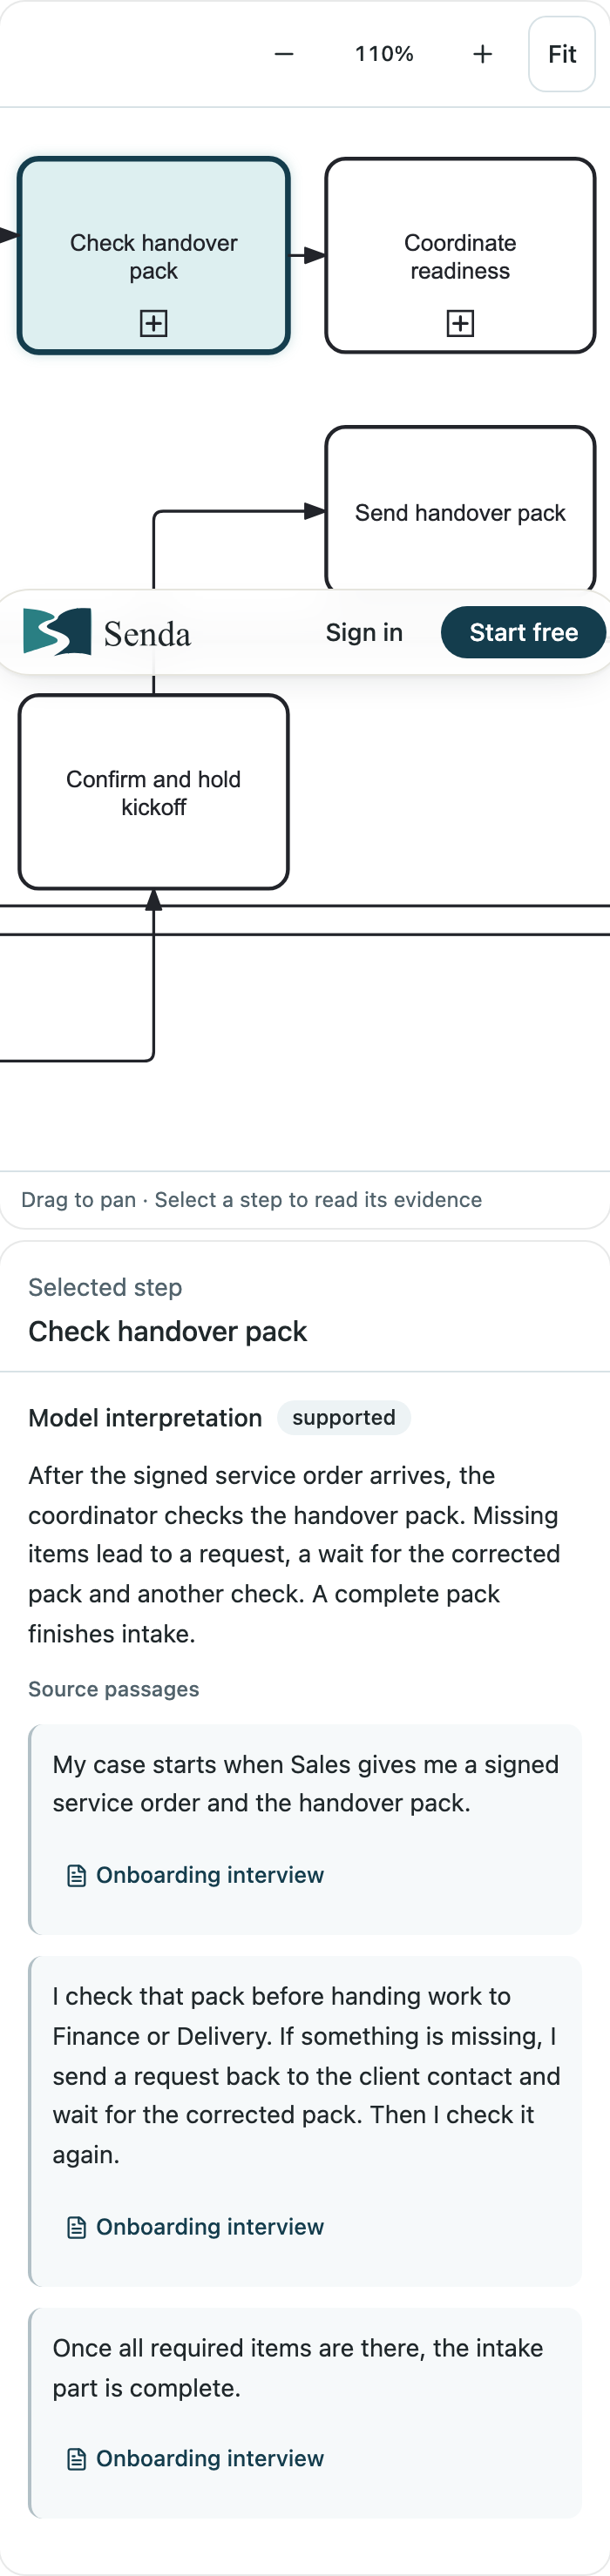 110%
Fit
Check handover
pack
Coordinate
readiness
Send handover pack
Senda
Sign in
Start free
Confirm and hold
kickoff
Drag to pan · Select a step to read its evidence
Selected step
Check handover pack
Model interpretation
supported
After the signed service order arrives, the
coordinator checks the handover pack. Missing
items lead to a request, a wait for the corrected
pack and another check. A complete pack
finishes intake.
Source passages
My case starts when Sales gives me a signed
service order and the handover pack.
Onboarding interview
I check that pack before handing work to
Finance or Delivery. If something is missing, I
send a request back to the client contact and
wait for the corrected pack. Then I check it
again.
Onboarding interview
Once all required items are there, the intake
part is complete.
Onboarding interview